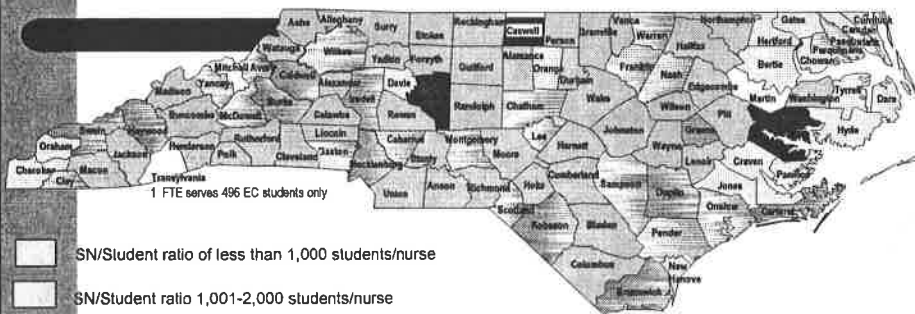 Ashe Alleghany Surry Stokes Rockingham Caswell Person Granville Vance Warren Northampton Gates Currituck
Camden
Pasquotank
Perquimans
Chowan
Hertford
Halifax
Watauga Wilkes Yadkin Forsyth Guilford Alamance Orange Durham Franklin Nash Bertie
Mitchell Avery Caldwell Alexander Iredell Davie
Yancey
Madison Burke Edgecombe Martin Washington Tyrrell Dare
Buncombe McDowell Catawba Rowan Randolph Chatham Wake Wilson Pitt Hyde
Swain Haywood Rutherford Lincoln Cabarrus Montgomery Lee Johnston Greene
Graham Jackson Henderson Polk Cleveland Gaston Stanly Moore Harnett Wayne Lenoir Craven
Cherokee Clay Macon Transylvania Mecklenburg Pamlico
1 FTE serves 496 EC students only
Union Anson Richmond Hoke Cumberland Sampson Duplin Jones
Scotland Robeson Bladen Onslow Carteret
Pender
Columbus New
Hanove
Brunswick
SN/Student ratio of less than 1,000 students/nurse
SN/Student ratio 1,001-2,000 students/nurse